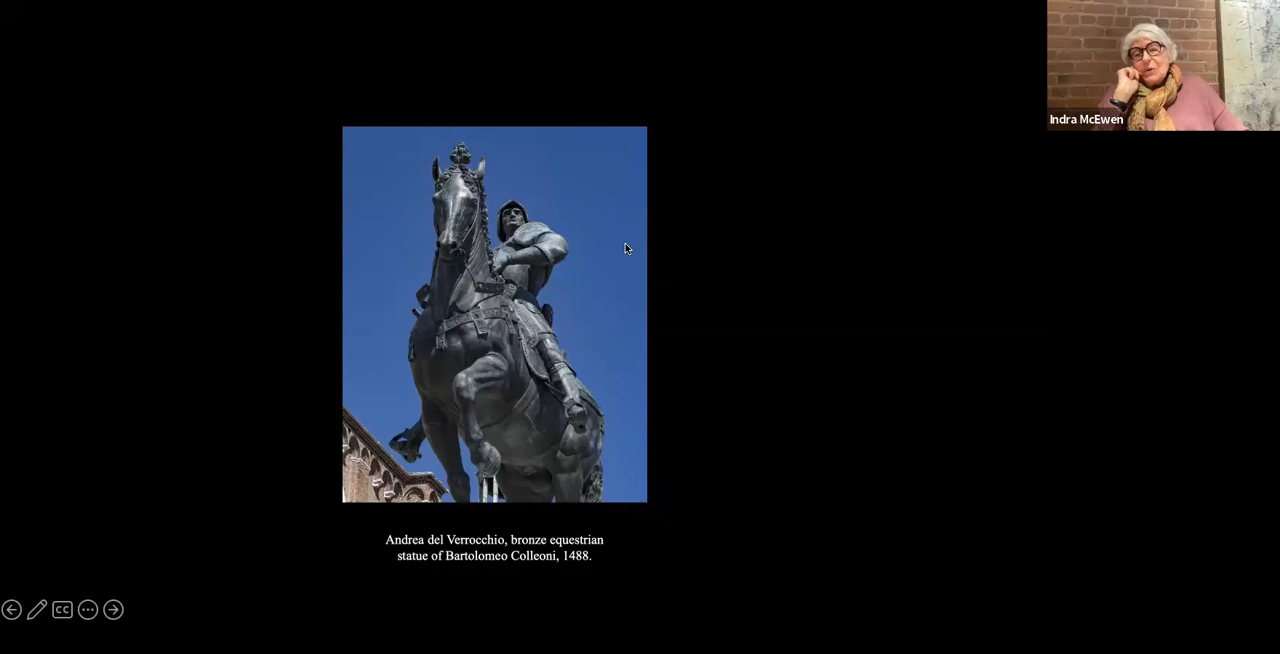 Indra McEwen
Andrea del Verrocchio, bronze equestrian
statue of Bartolomeo Colleoni, 1488.
CC